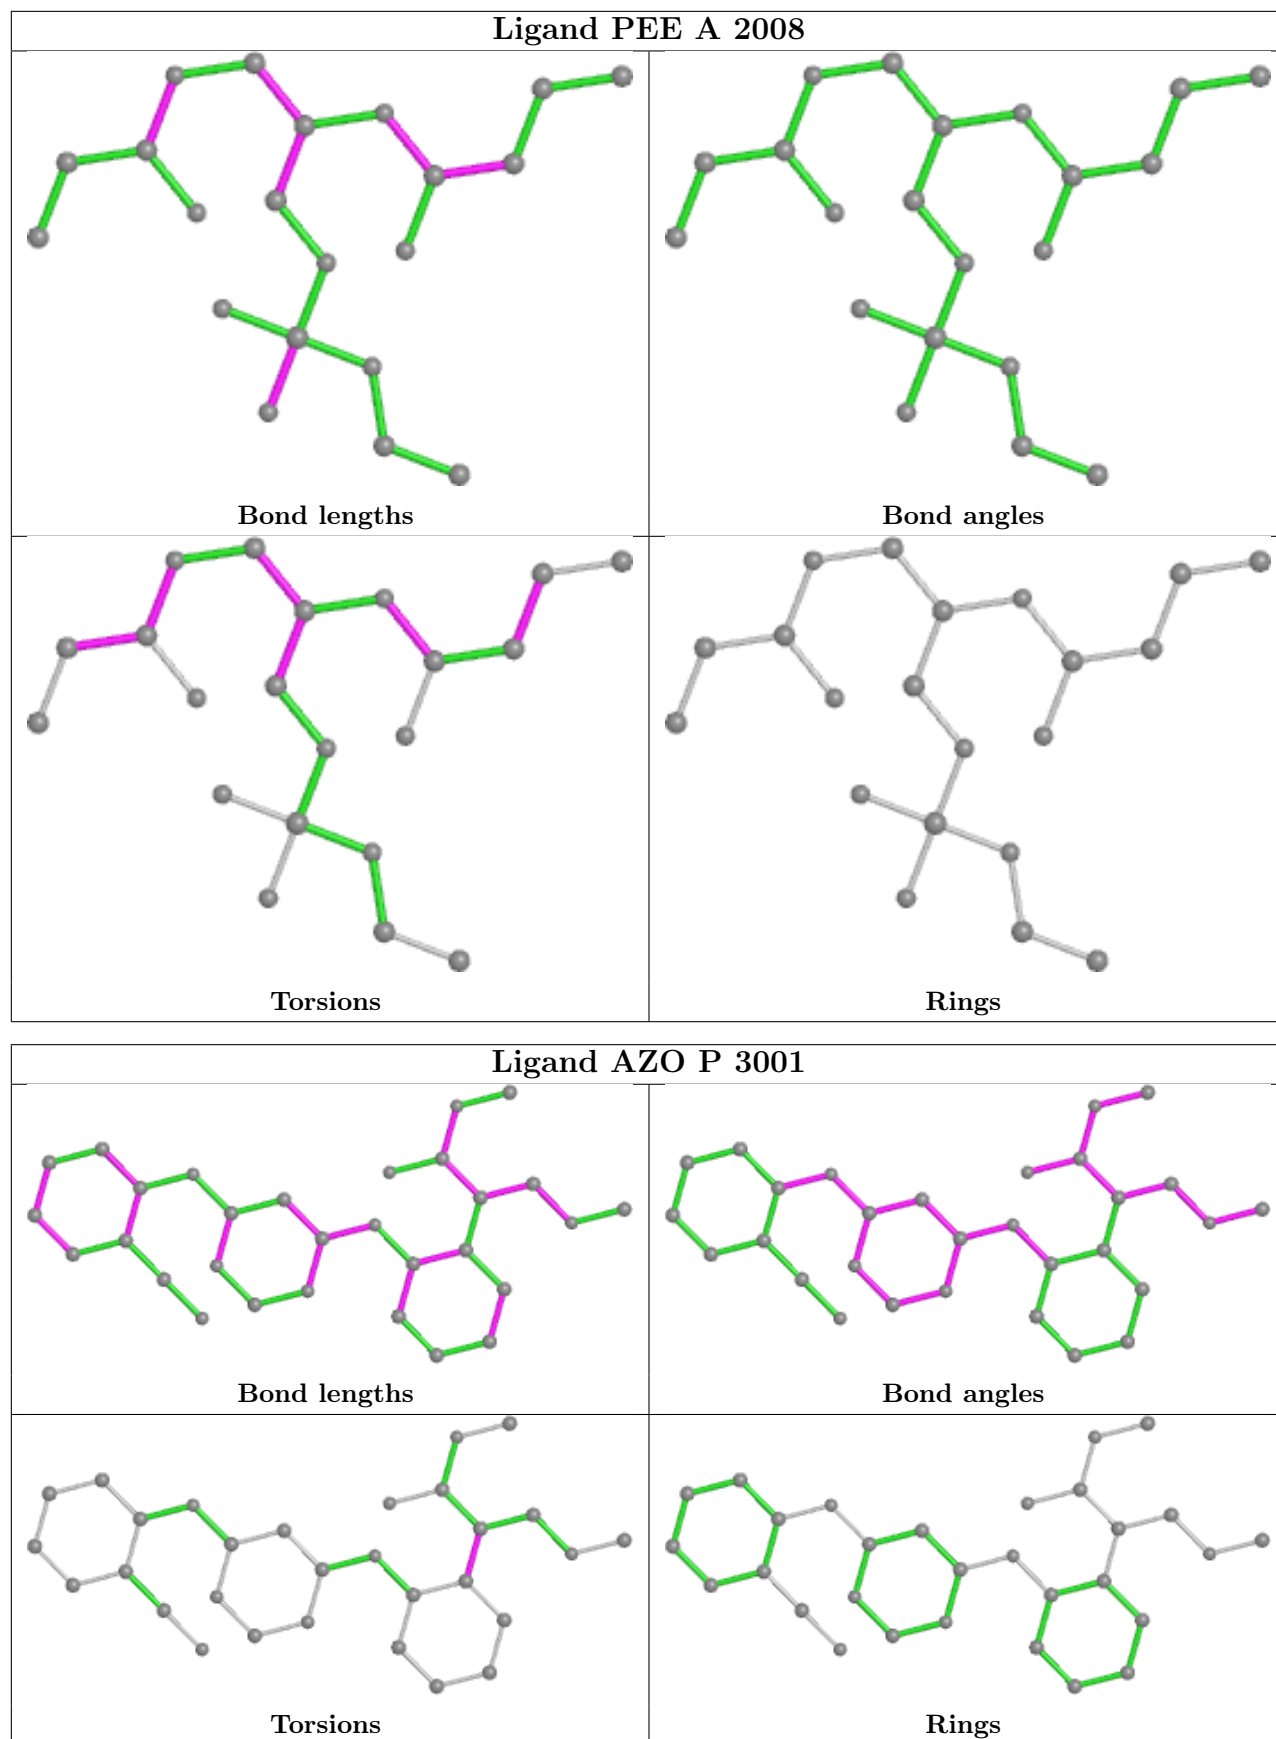 Ligand PEE A 2008
Bond lengths
Bond angles
Torsions
Rings
Ligand AZO P 3001
Bond lengths
Bond angles
Torsions
Rings